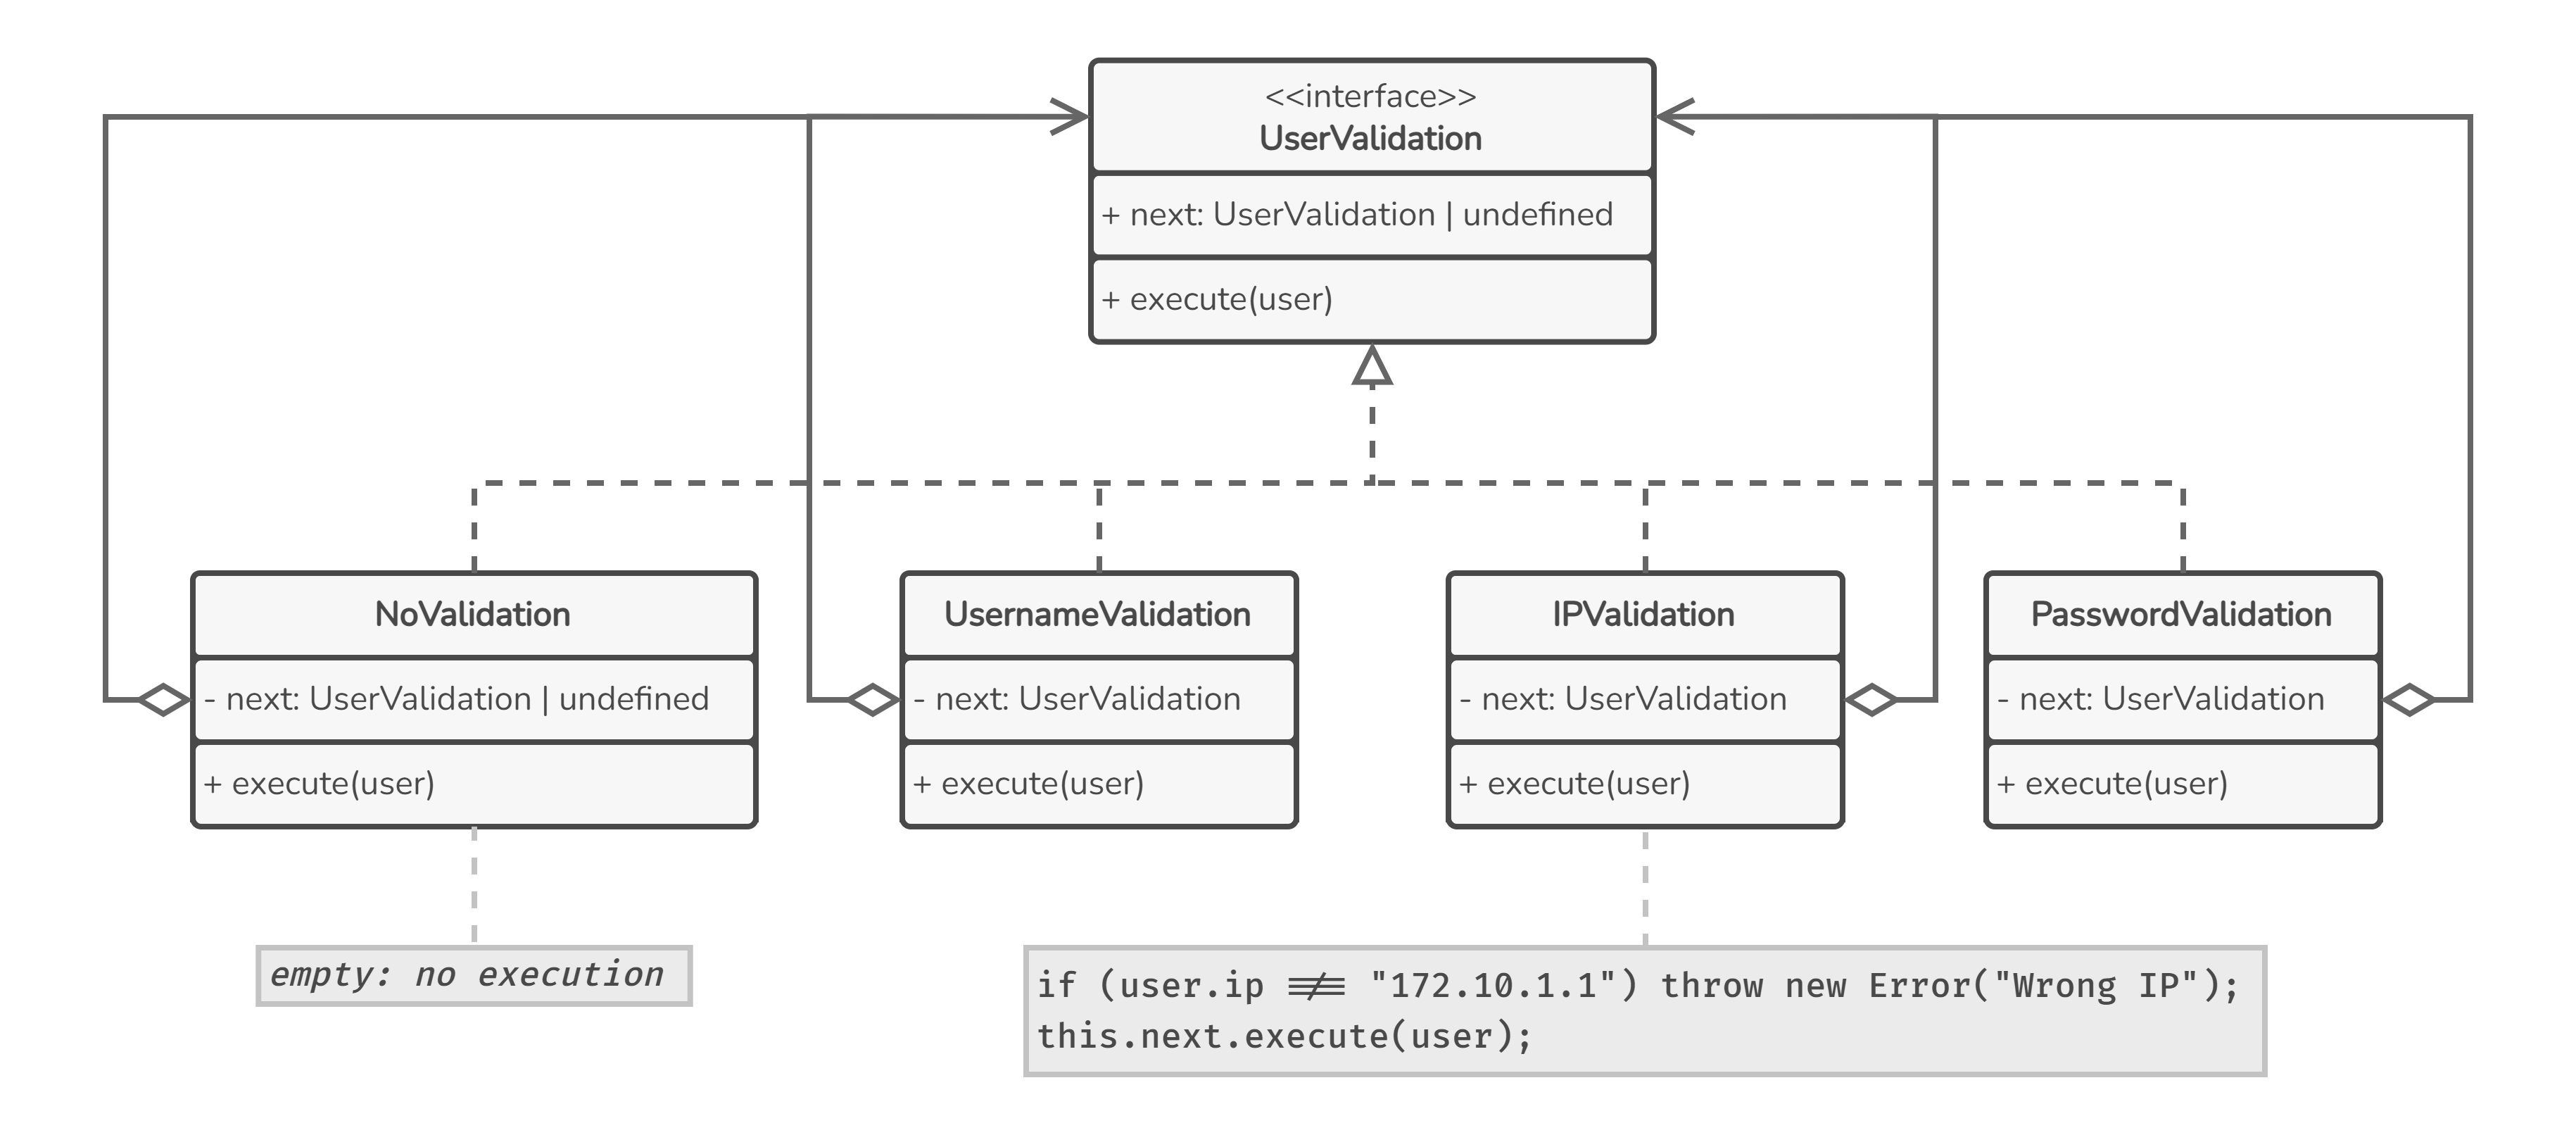 <<interface>>
UserValidation
+ next: UserValidation | undefined
+ execute(user)
NoValidation
- next: UserValidation | undefined
+ execute(user)
UsernameValidation
- next: UserValidation
+ execute(user)
IPValidation
- next: UserValidation
+ execute(user)
PasswordValidation
- next: UserValidation
+ execute(user)
empty: no execution
if (user.ip !== "172.10.1.1") throw new Error("Wrong IP");
this.next.execute(user);